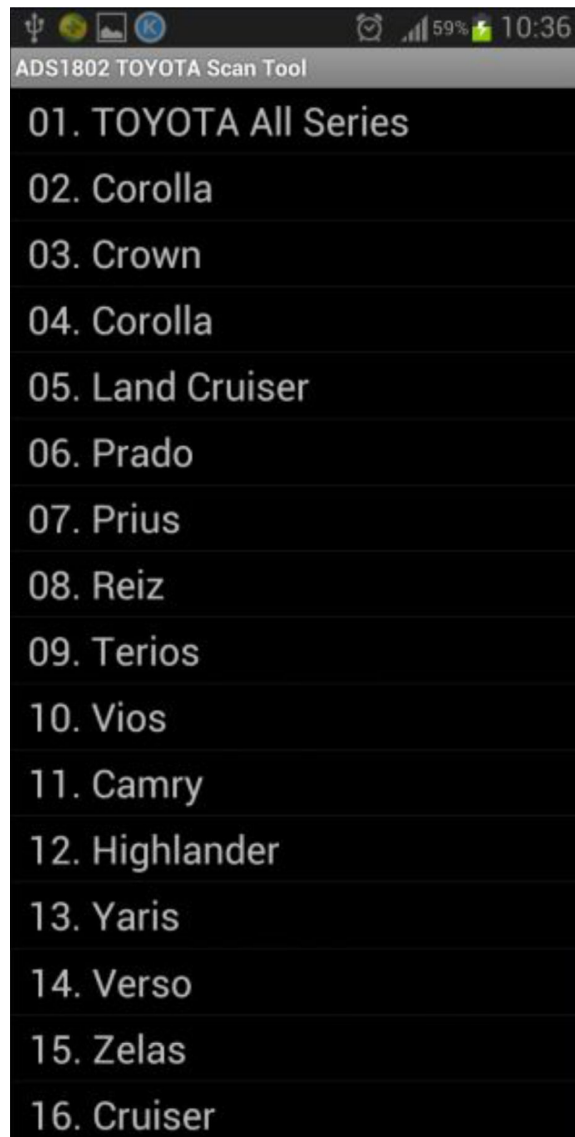 59% 10:36
ADS1802 TOYOTA Scan Tool
01. TOYOTA All Series
02. Corolla
03. Crown
04. Corolla
05. Land Cruiser
06. Prado
07. Prius
08. Reiz
09. Terios
10. Vios
11. Camry
12. Highlander
13. Yaris
14. Verso
15. Zelas
16. Cruiser